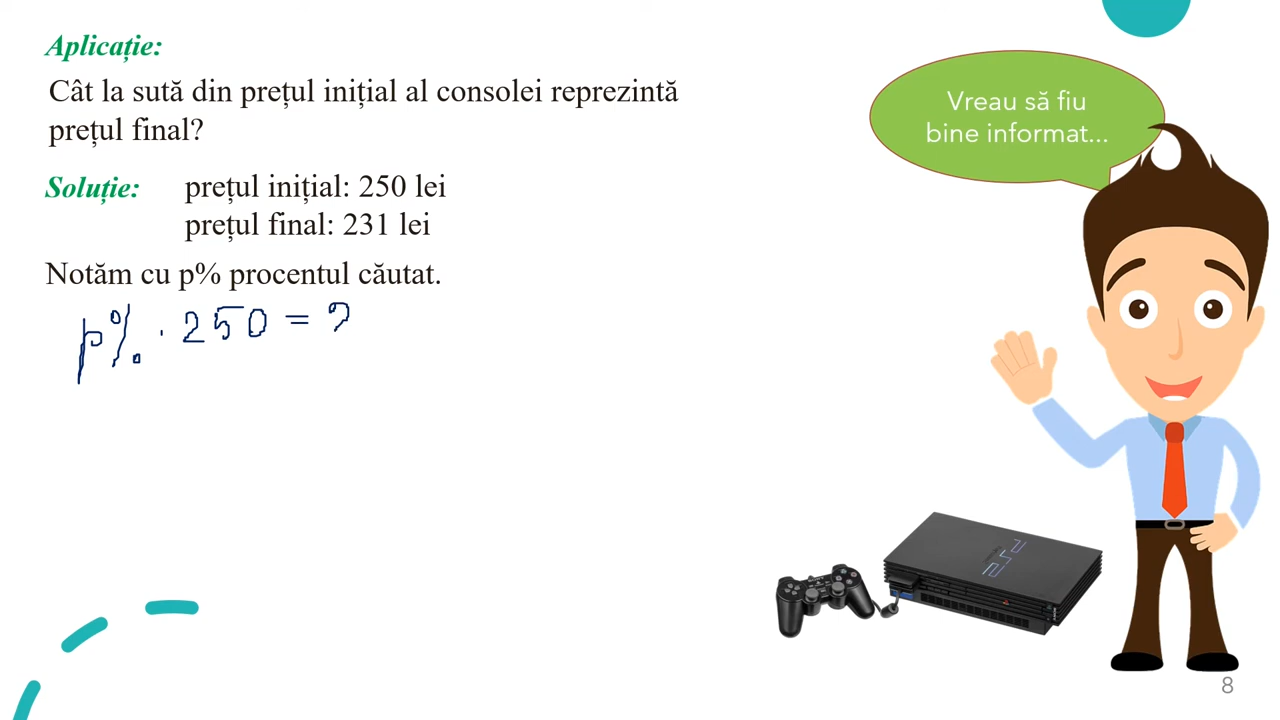 Aplicație:
Cât la sută din prețul inițial al consolei reprezintă
prețul final?
Soluție: prețul inițial: 250 lei
prețul final: 231 lei
Notăm cu p% procentul căutat.
p% · 250 = 2
Vreau să fiu
bine informat...
8